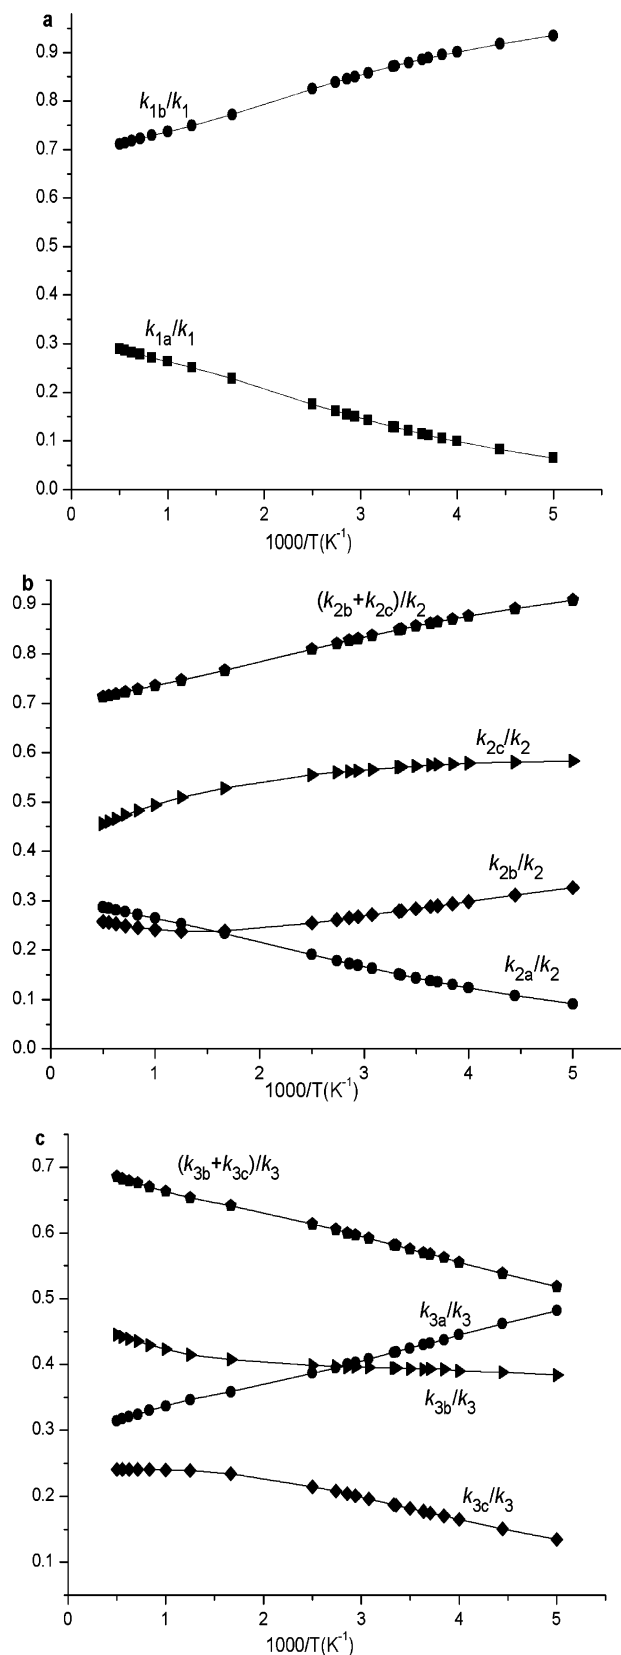 a
0.9
k1b/k1
0.8
0.7
0.6
0.5
0.4
k1a/k1
0.3
0.2
0.1
0.0
0 1 2 3 4 5
1000/T(K-1)
b
(k2b+k2c)/k2
0.9
0.8
0.7
k2c/k2
0.6
0.5
0.4
k2b/k2
0.3
0.2
k2a/k2
0.1
0.0
0 1 2 3 4 5
1000/T(K-1)
c
(k3b+k3c)/k3
0.7
0.6
0.5
k3a/k3
0.4
k3b/k3
0.3
0.2
k3c/k3
0.1
0 1 2 3 4 5
1000/T(K-1)